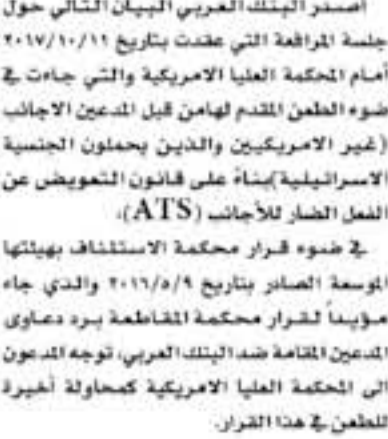 اصدر البنك العربي البيان التالي حول
جلسة المرافعة التي عقدت بتاريخ ٢٠١٧/١٠/١١
أمام المحكمة العليا الامريكية والتي جاءت في
ضوء الطعن المقدم لها من قبل المدعين الاجانب
(غير الامريكيين والذين يحملون الجنسية
الاسرائيلية) بناءً على قانون التعويض عن
الفعل الضار للأجانب (ATS)،
في ضوء قرار محكمة الاستئناف بهيئتها
الموسعة الصادر بتاريخ ٢٠١٦/٥/٩ والذي جاء
مؤيداً لقرار محكمة المقاطعة برد دعاوى
المدعين المقامة ضد البنك العربي، توجه المدعون
الى المحكمة العليا الامريكية كمحاولة أخيرة
للطعن في هذا القرار.